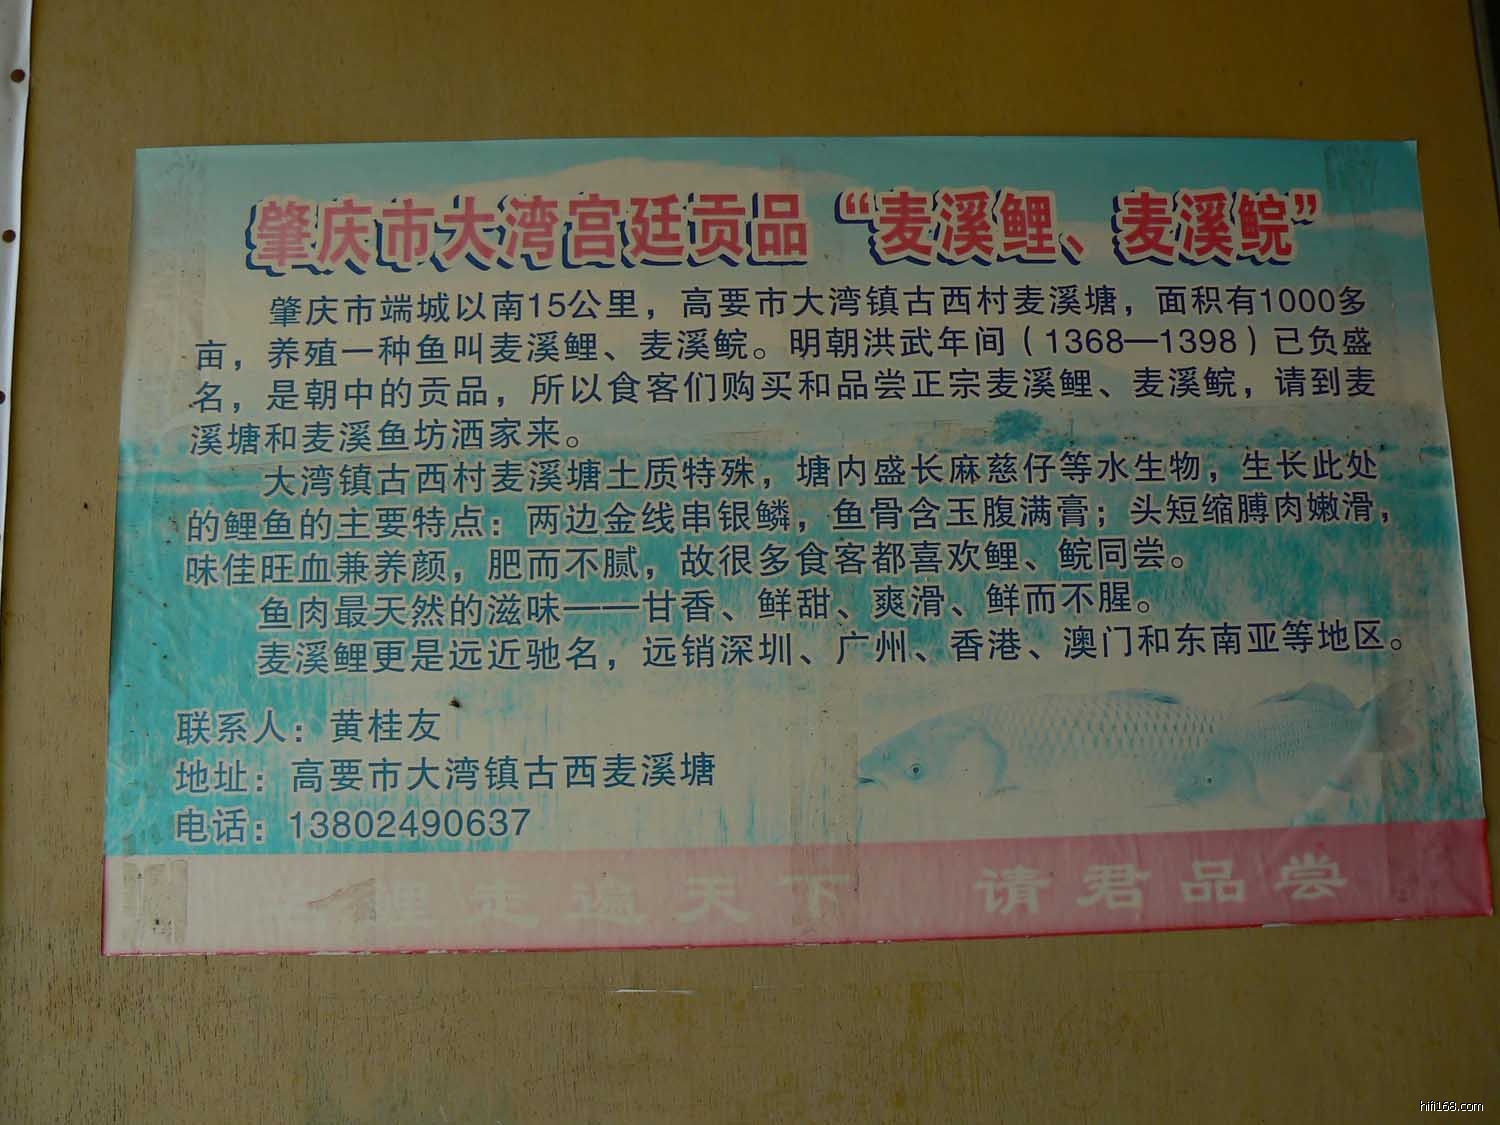 肇庆市大湾宫廷贡品“麦溪鲤、麦溪鲩”
肇庆市端城以南15公里，高要市大湾镇古西村麦溪塘，面积有1000多
亩，养殖一种鱼叫麦溪鲤、麦溪鲩。明朝洪武年间（1368—1398）已负盛
名，是朝中的贡品，所以食客们购买和品尝正宗麦溪鲤、麦溪鲩，请到麦
溪塘和麦溪鱼坊洒家来。
大湾镇古西村麦溪塘土质特殊，塘内盛长麻慈仔等水生物，生长此处
的鲤鱼的主要特点：两边金线串银鳞，鱼骨含玉腹满膏；头短缩膊肉嫩滑，
味佳旺血兼养颜，肥而不腻，故很多食客都喜欢鲤、鲩同尝。
鱼肉最天然的滋味——甘香、鲜甜、爽滑、鲜而不腥。
麦溪鲤更是远近驰名，远销深圳、广州、香港、澳门和东南亚等地区。
联系人：黄桂友
地址：高要市大湾镇古西麦溪塘
电话：13802490637
鲤走遍天下 请君品尝
hifi168.com